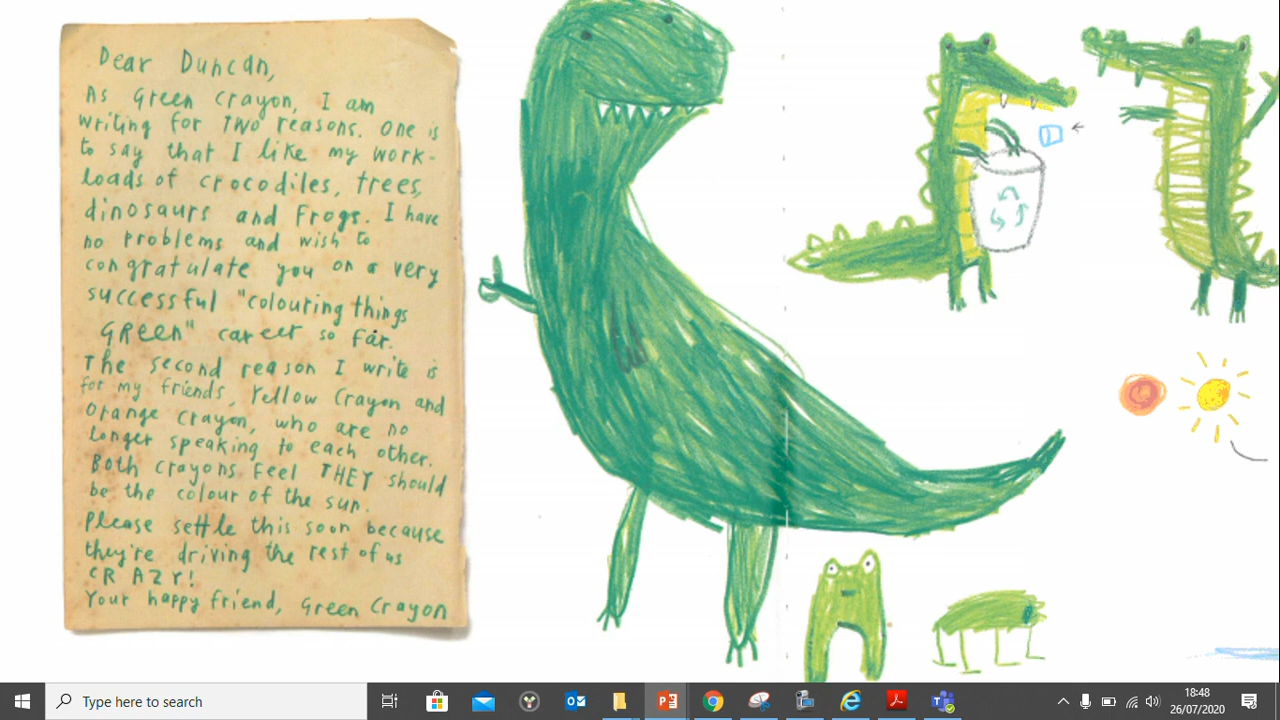 Dear Duncan,
As Green Crayon, I am
writing for TWO reasons. One is
to say that I like my work-
loads of crocodiles, trees,
dinosaurs and Frogs. I have
no problems and wish to
congratulate you on a very
successful "colouring things
GReen" career so far.
The second reason I write is
for my friends, Yellow Crayon and
Orange Crayon, who are no
longer speaking to each other.
Both crayons feel THEY should
be the colour of the sun.
Please settle this soon because
they're driving the rest of us
CRAZY!
Your happy friend, Green Crayon
Type here to search
18:48
26/07/2020